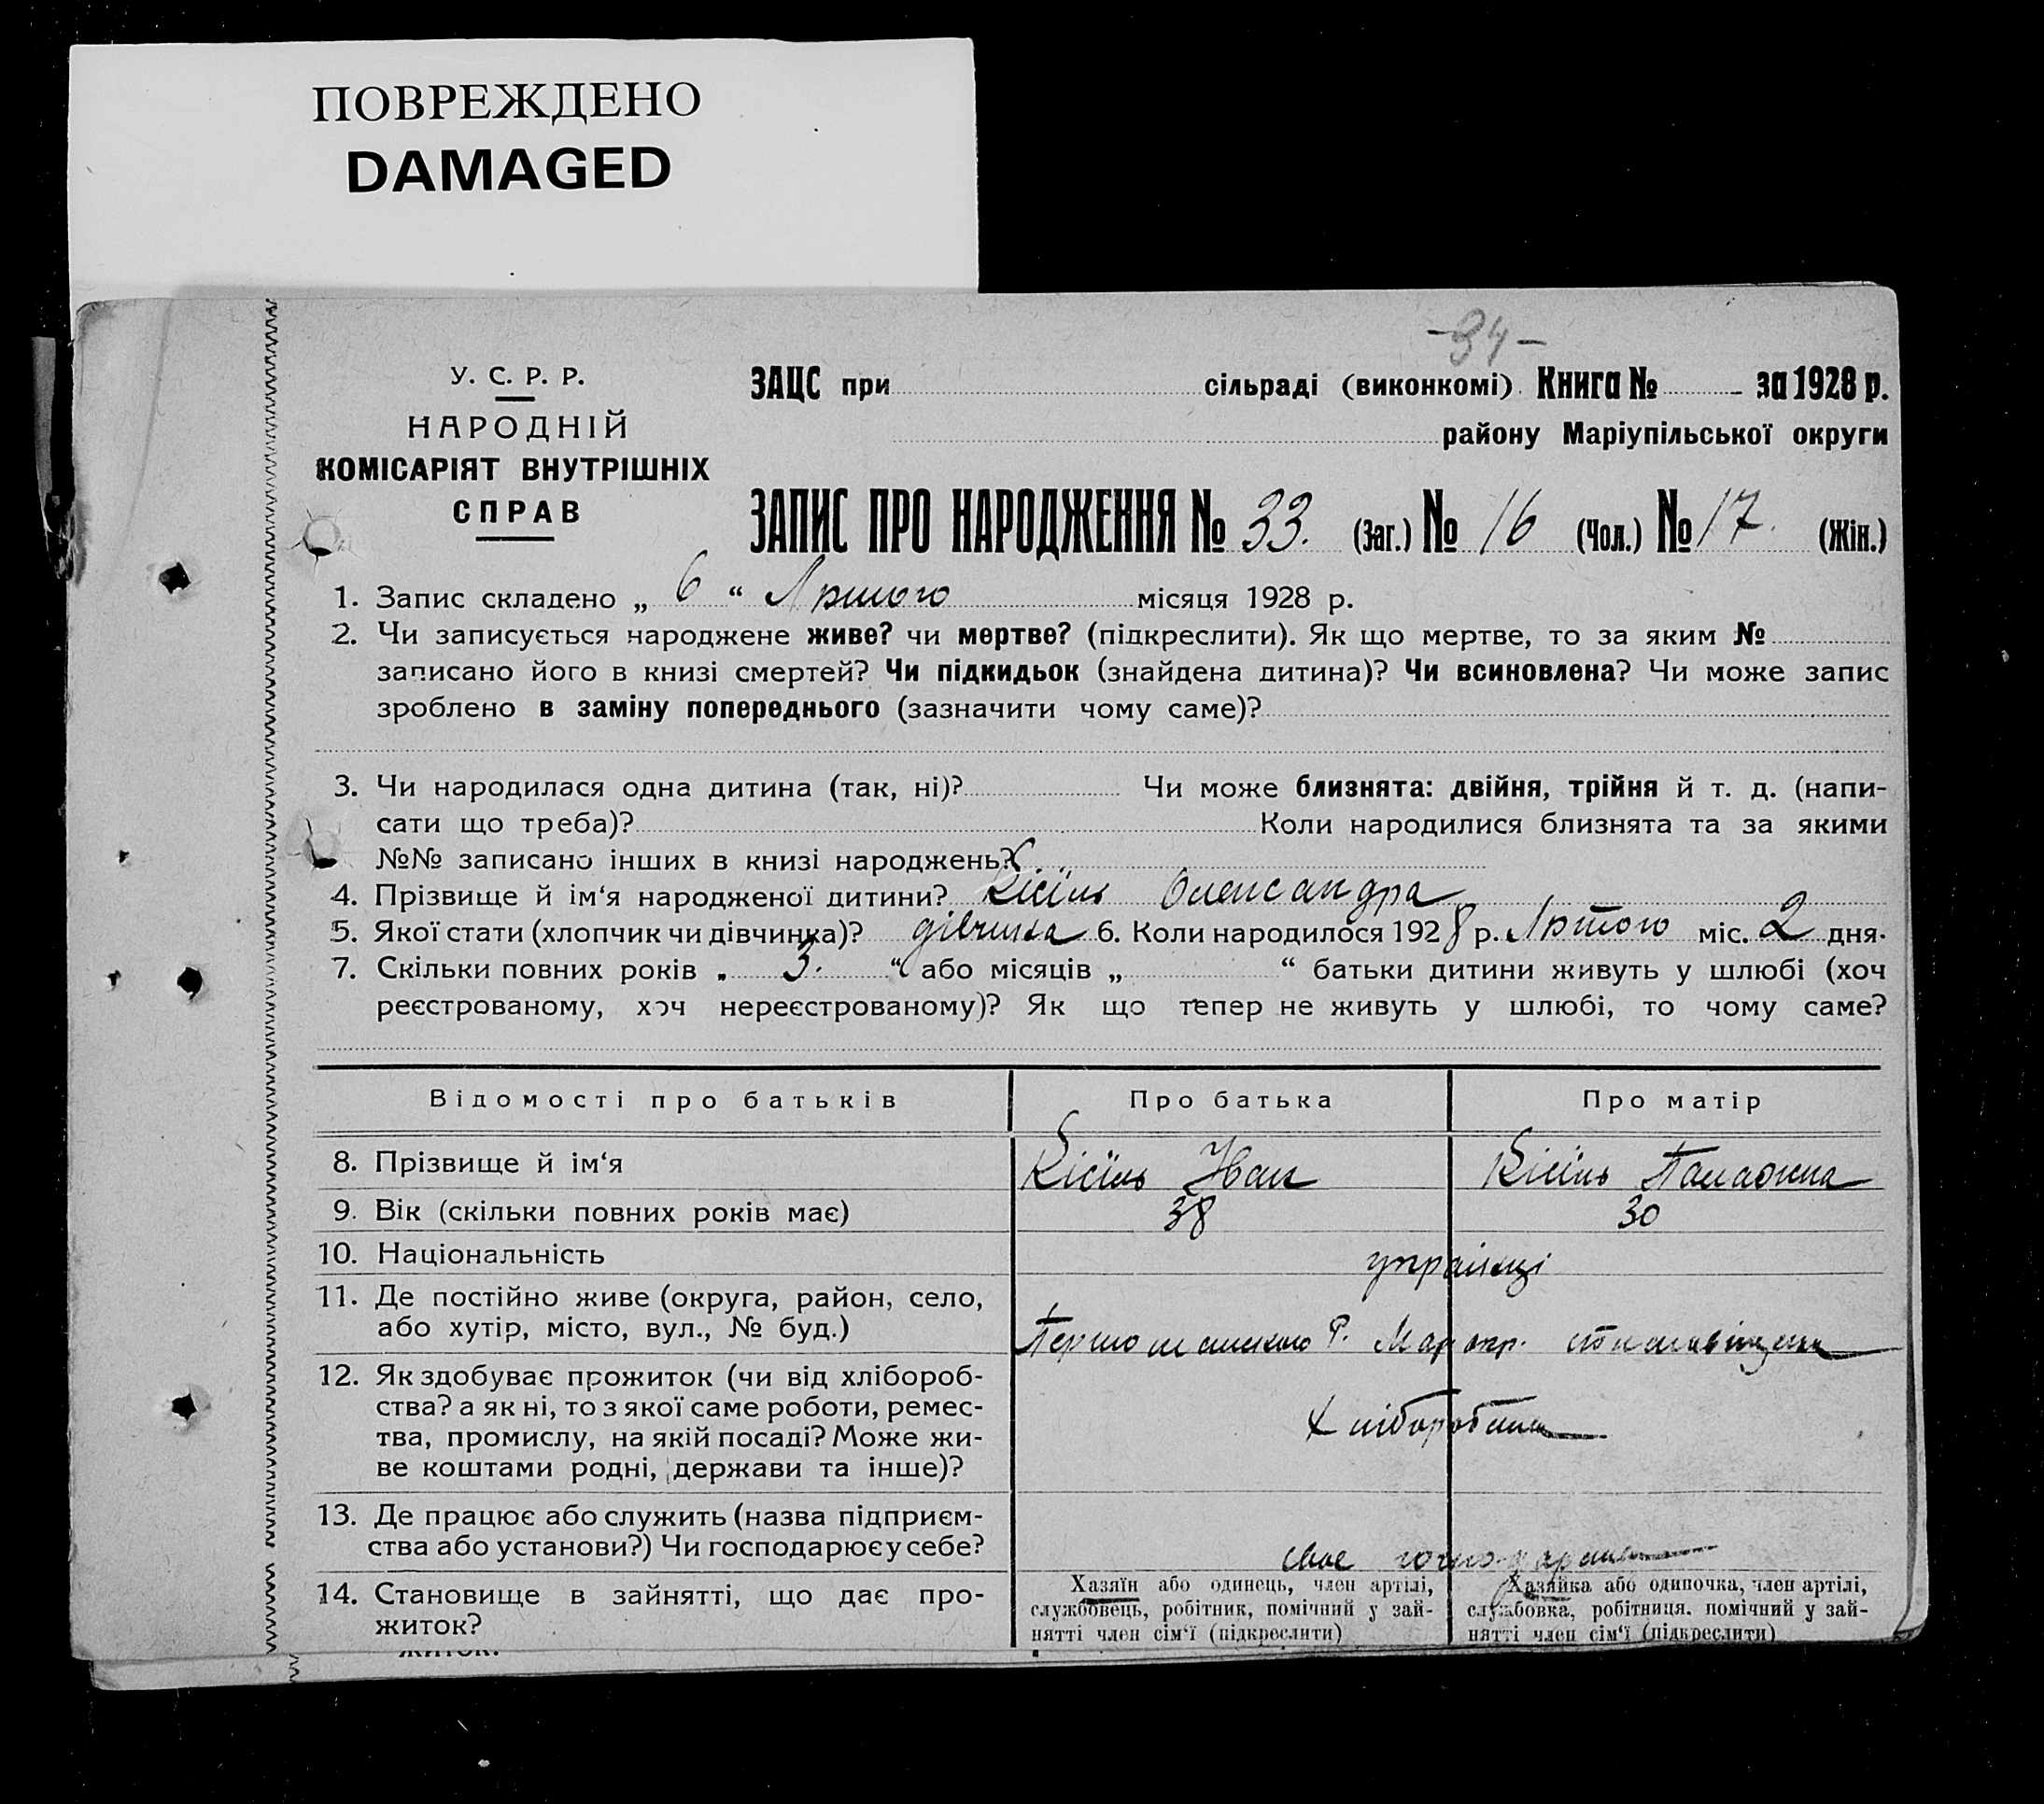 ПОВРЕЖДЕНО
DAMAGED
-34-
У. С. Р. Р.
НАРОДНІЙ
КОМІСАРІЯТ ВНУТРІШНІХ
СПРАВ
ЗАЦС при сільраді (виконкомі). Книга № за 1928 р.
району Маріупільської округи
ЗАПИС ПРО НАРОДЖЕННЯ № 33. (Заг.) № 16 (Чол.) № 17. (Жін.)
1. Запис складено „ 6 “ Лютого місяця 1928 р.
2. Чи записується народжене живе? чи мертве? (підкреслити). Як що мертве, то за яким №
записано його в книзі смертей? Чи підкидьок (знайдена дитина)? Чи всиновлена? Чи може запис
зроблено в заміну попереднього (зазначити чому саме)?
3. Чи народилася одна дитина (так, ні)? Чи може близнята: двійня, трійня й т. д. (напи-
сати що треба)? Коли народилися близнята та за якими
№№ записано інших в книзі народжень?
4. Прізвище й ім‘я народженої дитини? Кісіль Олександра
5. Якої стати (хлопчик чи дівчинка)? дівчинка 6. Коли народилося 1928 р. Лютого міс. 2 дня.
7. Скільки повних років „ 3. “ або місяців „ “ батьки дитини живуть у шлюбі (хоч
реєстрованому, хоч нереєстрованому)? Як що тепер не живуть у шлюбі, то чому саме?
Відомості про батьків Про батька Про матір
8. Прізвище й ім‘я Кісіль Іван Кісіль
9. Вік (скільки повних років має) 38 30
10. Національність українці
11. Де постійно живе (округа, район, село,
або хутір, місто, вул., № буд.) Р. Мар окр.
12. Як здобуває прожиток (чи від хлібороб-
ства? а як ні, то з якої саме роботи, ремес-
тва, промислу, на якій посаді? Може жи-
ве коштами родні, держави та інше)?
13. Де працює або служить (назва підприєм-
ства або установи?) Чи господарює у себе? своє
14. Становище в зайнятті, що дає про-
житок?
Хазяїн або одинець, член артілі,
службовець, робітник, помічний у зай-
нятті член сім‘ї (підкреслити)
Хазяйка або одиночка, член артілі,
службовка, робітниця. помічний у зай-
нятті член сім‘ї (підкреслити)